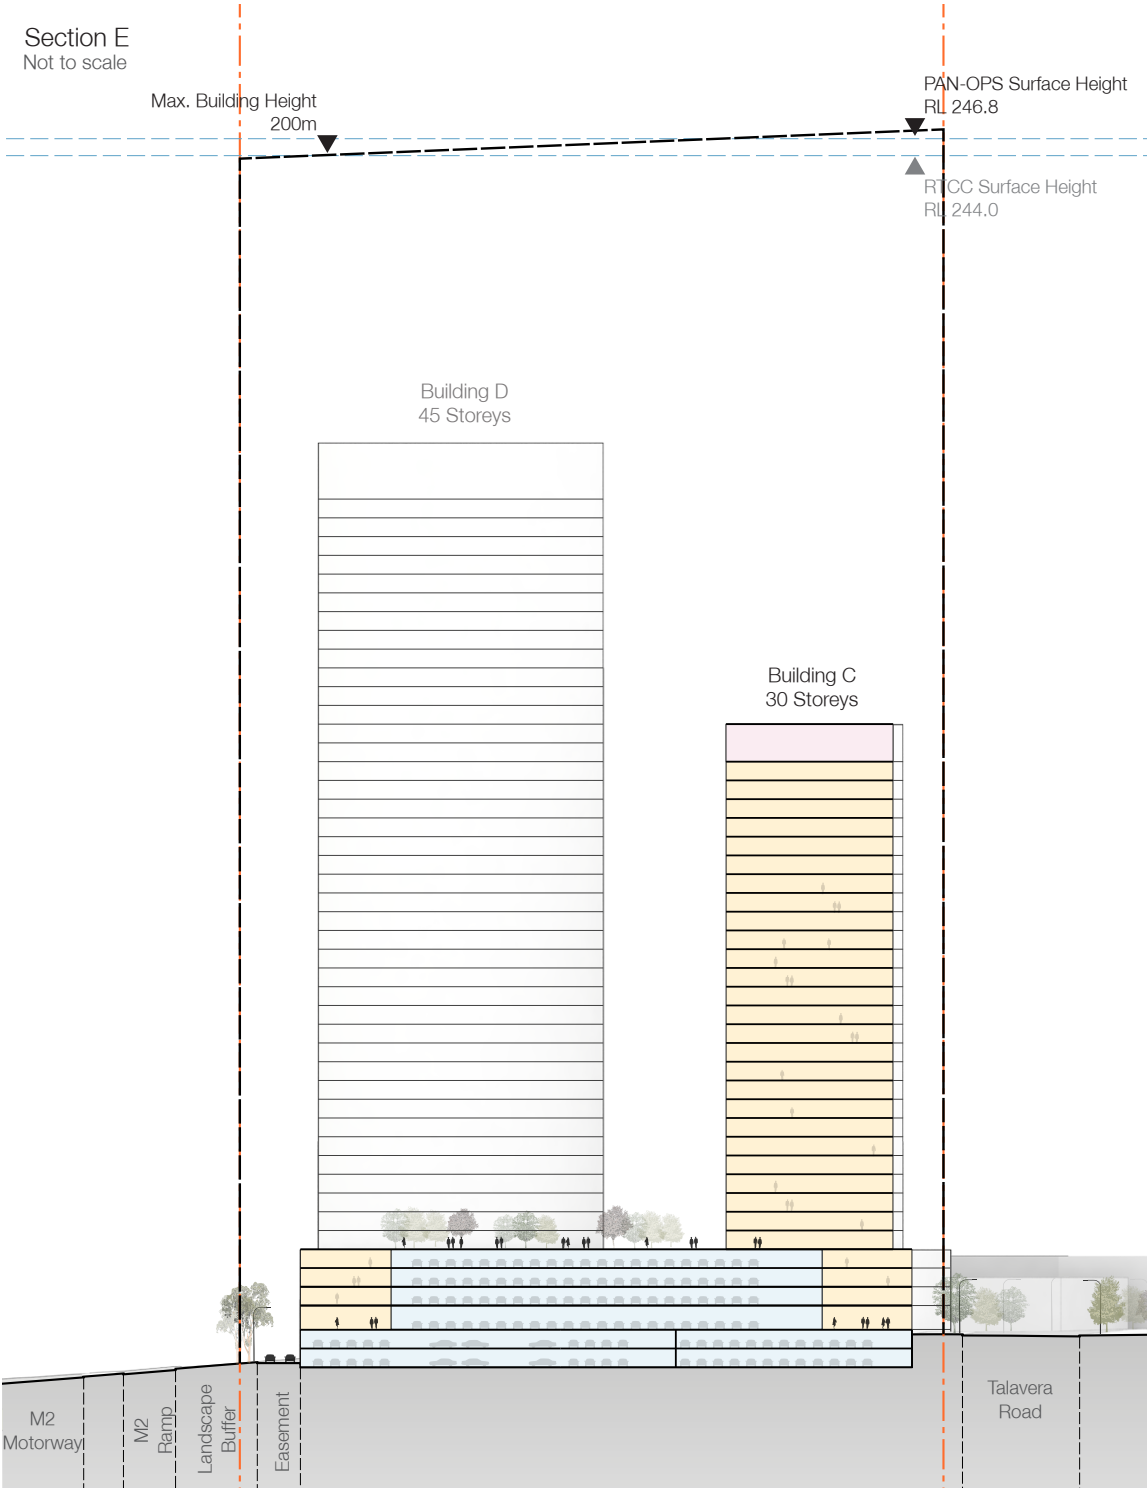 Section E
Not to scale
Max. Building Height
200m
PAN-OPS Surface Height
RL 246.8
RTCC Surface Height
RL 244.0
Building D
45 Storeys
Building C
30 Storeys
M2
Motorway
M2
Ramp
Landscape
Buffer
Easement
Talavera
Road